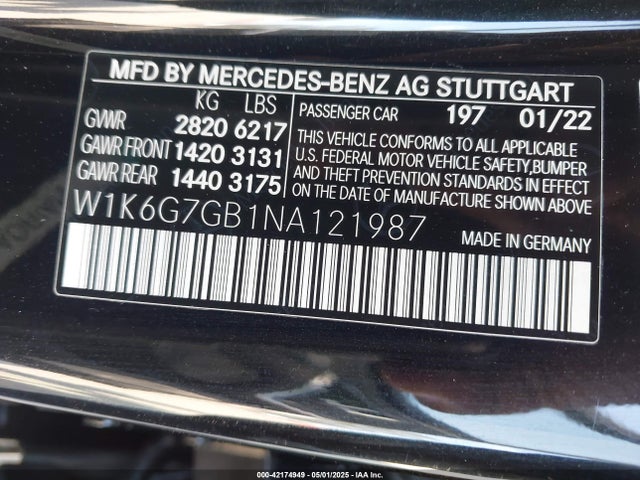 MFD BY MERCEDES-BENZ AG STUTTGART
KG LBS
GVWR 2820 6217
GAWR FRONT 1420 3131
GAWR REAR 1440 3175
PASSENGER CAR 197 01/22
THIS VEHICLE CONFORMS TO ALL APPLICABLE
U.S. FEDERAL MOTOR VEHICLE SAFETY,BUMPER
AND THEFT PREVENTION STANDARDS IN EFFECT
ON THE DATE OF MANUFACTURE SHOWN ABOVE
W1K6G7GB1NA121987
MADE IN GERMANY
000-42174949 - 05/01/2025 - IAA Inc.